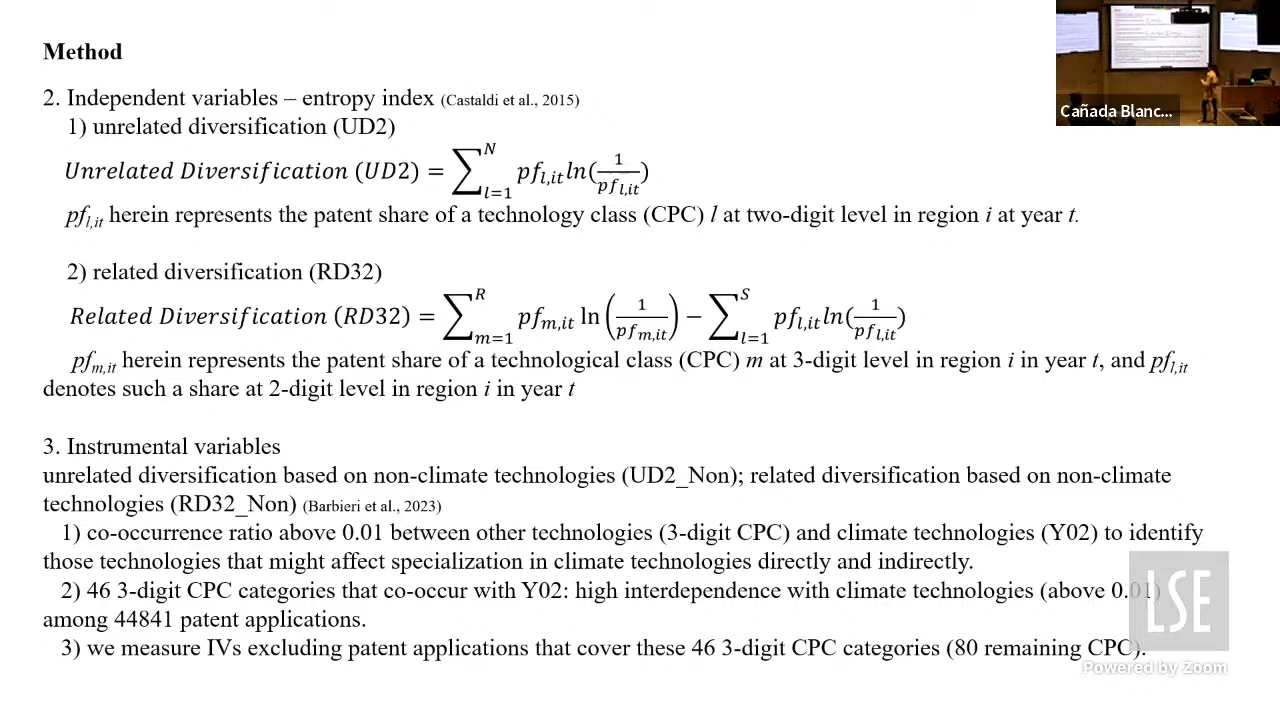 Method
2. Independent variables – entropy index (Castaldi et al., 2015)
1) unrelated diversification (UD2)
Unrelated Diversification (UD2) = ∑_{l=1}^{N} pf_{l,it} ln(1/pf_{l,it})
pf_{l,it} herein represents the patent share of a technology class (CPC) l at two-digit level in region i at year t.
2) related diversification (RD32)
Related Diversification (RD32) = ∑_{m=1}^{R} pf_{m,it} ln(1/pf_{m,it}) − ∑_{l=1}^{S} pf_{l,it} ln(1/pf_{l,it})
pf_{m,it} herein represents the patent share of a technological class (CPC) m at 3-digit level in region i in year t, and pf_{l,it}
denotes such a share at 2-digit level in region i in year t
3. Instrumental variables
unrelated diversification based on non-climate technologies (UD2_Non); related diversification based on non-climate
technologies (RD32_Non) (Barbieri et al., 2023)
1) co-occurrence ratio above 0.01 between other technologies (3-digit CPC) and climate technologies (Y02) to identify
those technologies that might affect specialization in climate technologies directly and indirectly.
2) 46 3-digit CPC categories that co-occur with Y02: high interdependence with climate technologies (above 0.01)
among 44841 patent applications.
3) we measure IVs excluding patent applications that cover these 46 3-digit CPC categories (80 remaining CPC).
Cañada Blanc...
LSE
Powered by Zoom